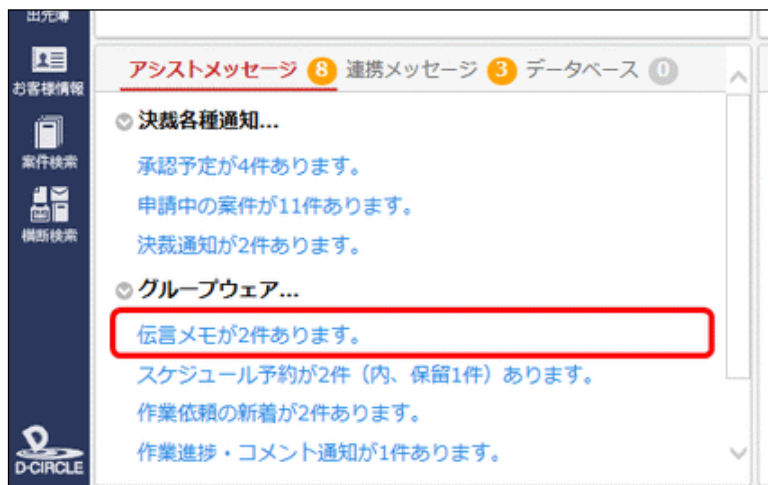 出先簿
お客様情報
案件検索
横断検索
D-CIRCLE
アシストメッセージ 8 連携メッセージ 3 データベース 0
決裁各種通知...
承認予定が4件あります。
申請中の案件が11件あります。
決裁通知が2件あります。
グループウェア...
伝言メモが2件あります。
スケジュール予約が2件（内、保留1件）あります。
作業依頼の新着が2件あります。
作業進捗・コメント通知が1件あります。